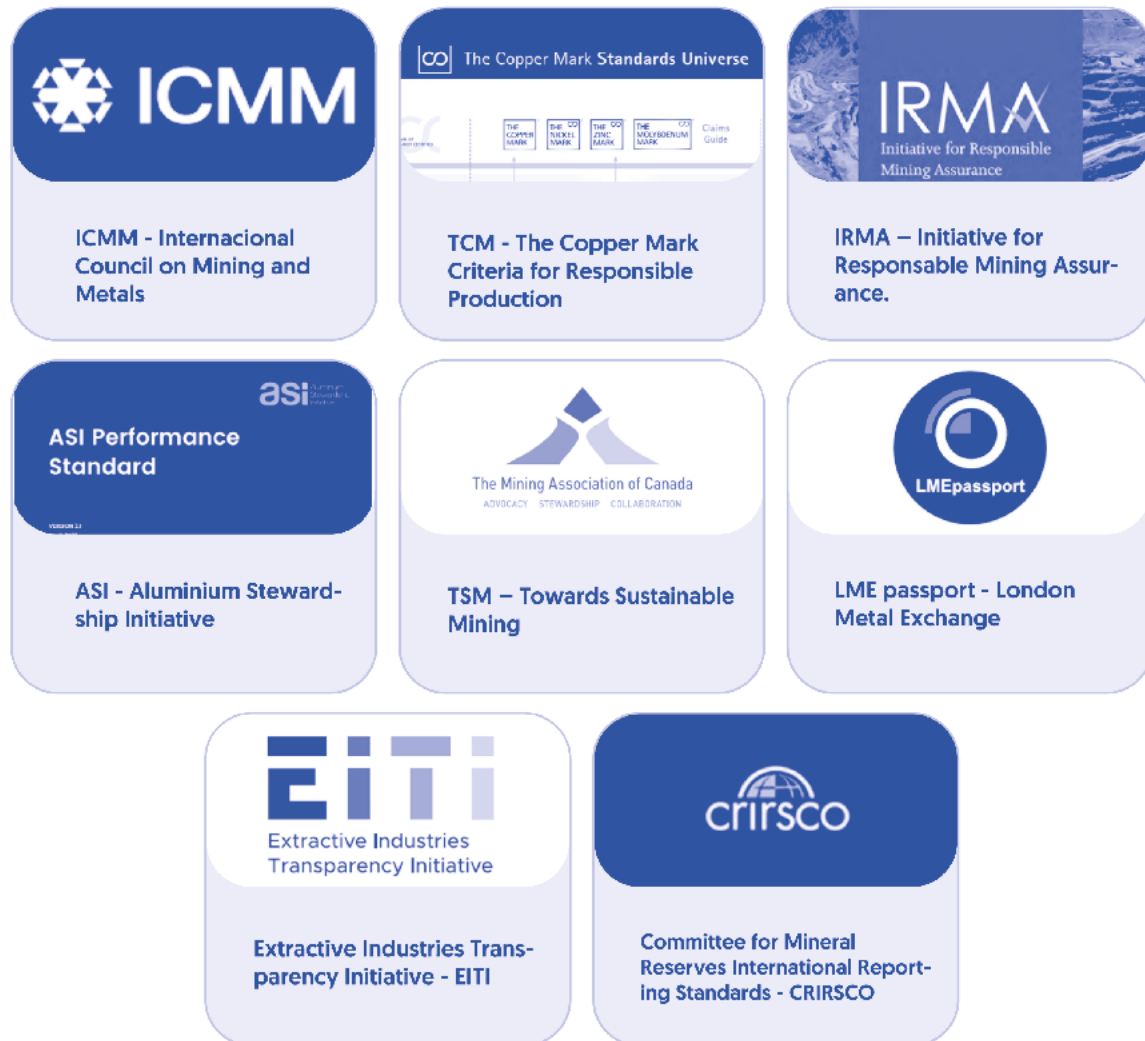 ICMM
ICMM - Internacional
Council on Mining and
Metals
The Copper Mark Standards Universe
THE
COPPER
MARK
THE
NICKEL
MARK
THE
ZINC
MARK
THE
MOLYBDENUM
MARK
Claims
Guide
TCM - The Copper Mark
Criteria for Responsible
Production
IRMA
Initiative for Responsible
Mining Assurance
IRMA – Initiative for
Responsable Mining Assur-
ance.
asi
ASI Performance
Standard
ASI - Aluminium Steward-
ship Initiative
The Mining Association of Canada
ADVOCACY STEWARDSHIP COLLABORATION
TSM – Towards Sustainable
Mining
LMEpassport
LME passport - London
Metal Exchange
EiTi
Extractive Industries
Transparency Initiative
Extractive Industries Trans-
parency Initiative - EITI
crirsco
Committee for Mineral
Reserves International Report-
ing Standards - CRIRSCO